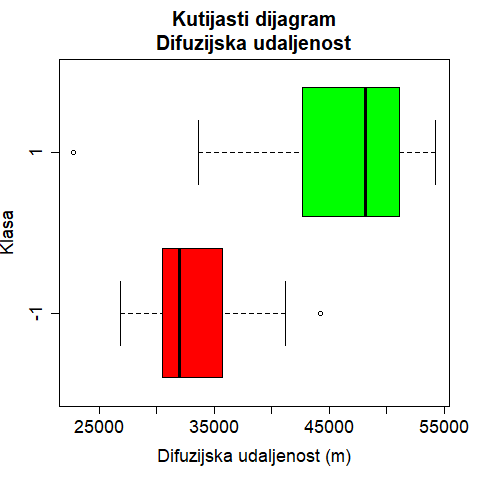 Kutijasti dijagram
Difuzijska udaljenost
Klasa
1
-1
25000 35000 45000 55000
Difuzijska udaljenost (m)